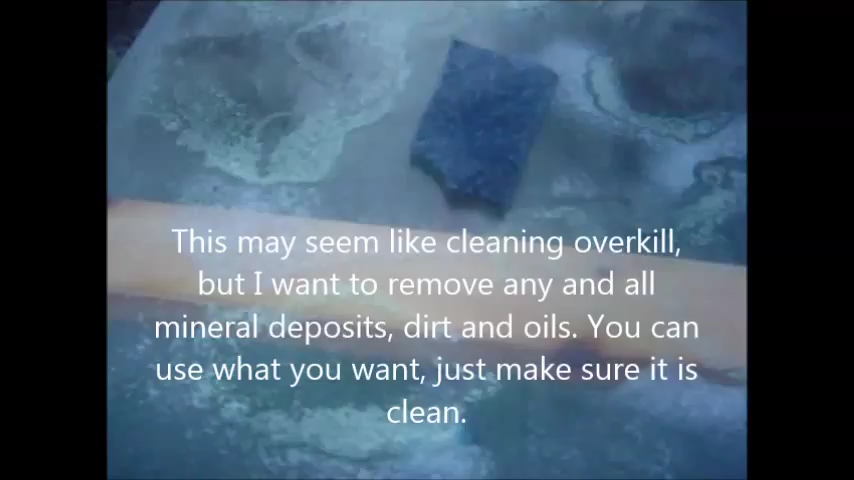 This may seem like cleaning overkill,
but I want to remove any and all
mineral deposits, dirt and oils. You can
use what you want, just make sure it is
clean.